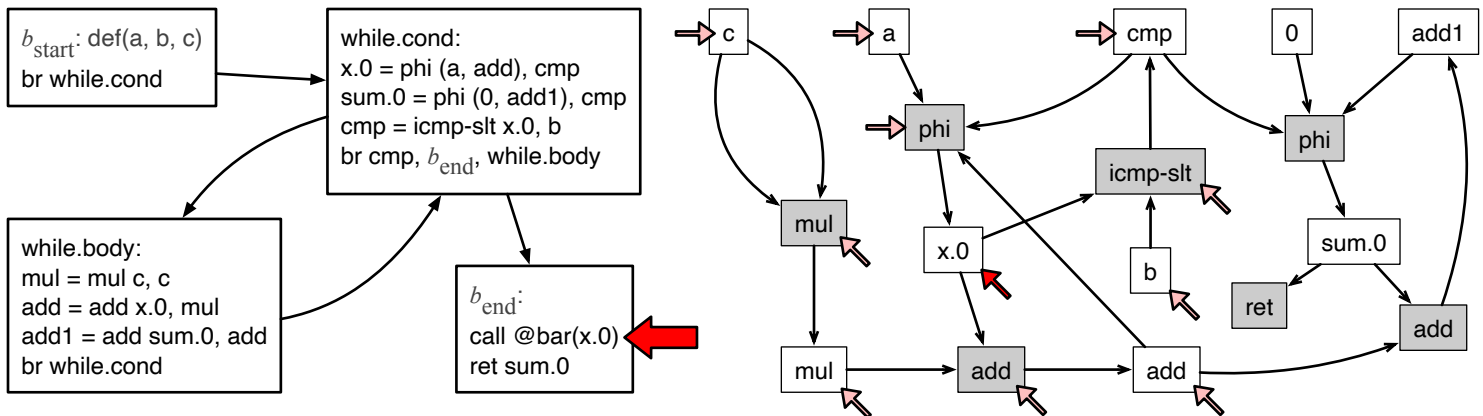 b_start: def(a, b, c)
br while.cond
while.cond:
x.0 = phi (a, add), cmp
sum.0 = phi (0, add1), cmp
cmp = icmp-slt x.0, b
br cmp, b_end, while.body
while.body:
mul = mul c, c
add = add x.0, mul
add1 = add sum.0, add
br while.cond
b_end:
call @bar(x.0)
ret sum.0
c
a
cmp
0
add1
phi
phi
icmp-slt
mul
x.0
b
sum.0
ret
add
mul
add
add